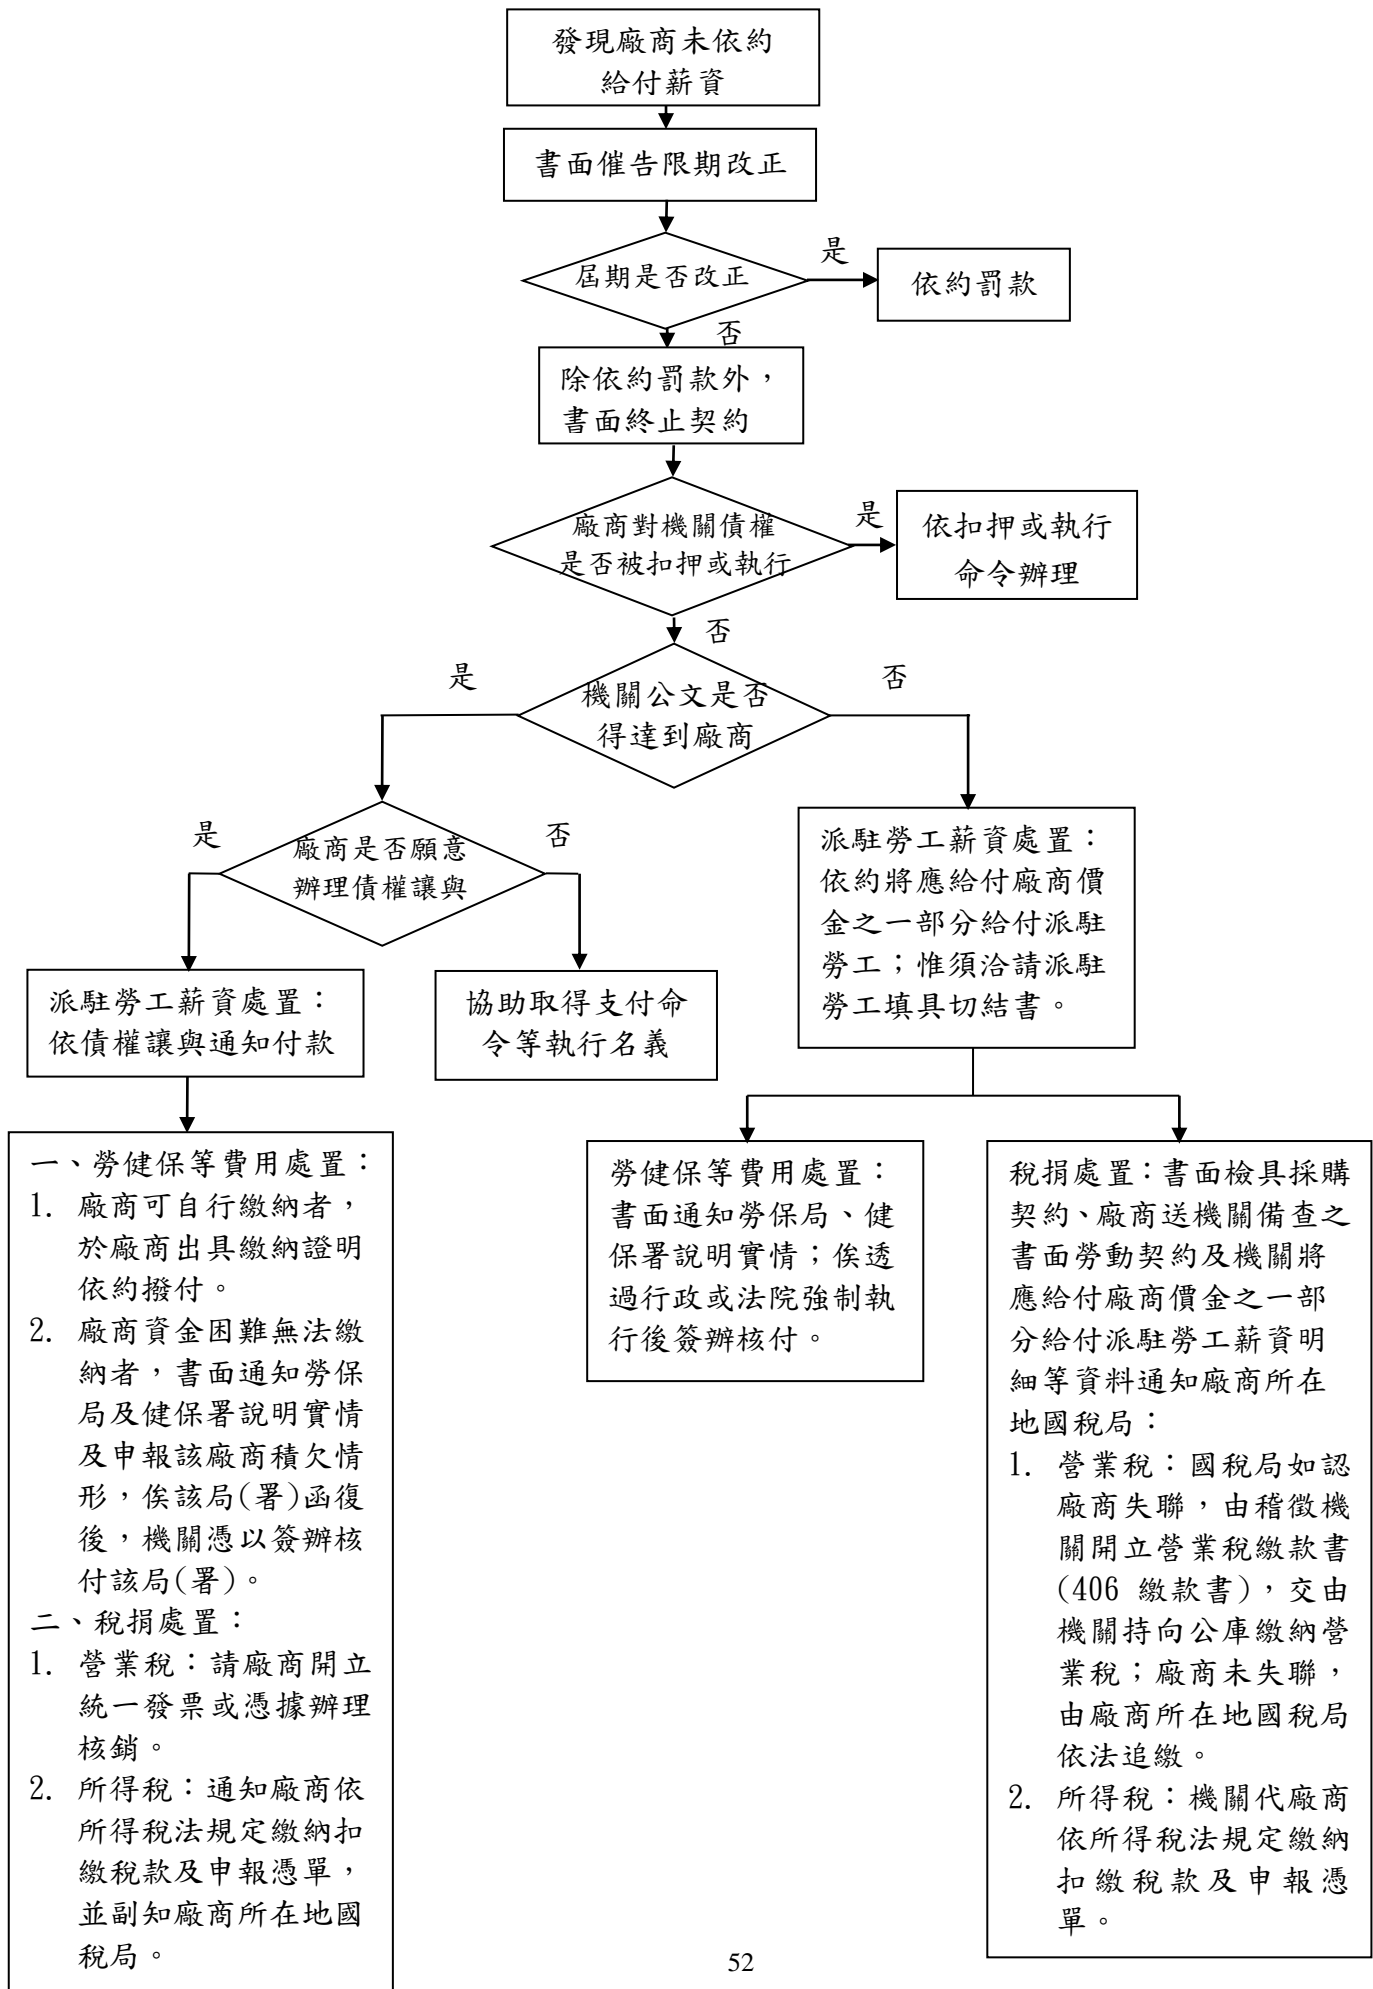 發現廠商未依約
給付薪資
書面催告限期改正
屆期是否改正
是
依約罰款
否
除依約罰款外，
書面終止契約
廠商對機關債權
是否被扣押或執行
是
依扣押或執行
命令辦理
否
機關公文是否
得達到廠商
是
否
廠商是否願意
辦理債權讓與
是
否
派駐勞工薪資處置：
依債權讓與通知付款
協助取得支付命
令等執行名義
派駐勞工薪資處置：
依約將應給付廠商價
金之一部分給付派駐
勞工；惟須洽請派駐
勞工填具切結書。
一、勞健保等費用處置：
1. 廠商可自行繳納者，
於廠商出具繳納證明
依約撥付。
2. 廠商資金困難無法繳
納者，書面通知勞保
局及健保署說明實情
及申報該廠商積欠情
形，俟該局(署)函復
後，機關憑以簽辦核
付該局(署)。
二、稅捐處置：
1. 營業稅：請廠商開立
統一發票或憑據辦理
核銷。
2. 所得稅：通知廠商依
所得稅法規定繳納扣
繳稅款及申報憑單，
並副知廠商所在地國
稅局。
勞健保等費用處置：
書面通知勞保局、健
保署說明實情；俟透
過行政或法院強制執
行後簽辦核付。
稅捐處置：書面檢具採購
契約、廠商送機關備查之
書面勞動契約及機關將
應給付廠商價金之一部
分給付派駐勞工薪資明
細等資料通知廠商所在
地國稅局：
1. 營業稅：國稅局如認
廠商失聯，由稽徵機
關開立營業稅繳款書
(406 繳款書)，交由
機關持向公庫繳納營
業稅；廠商未失聯，
由廠商所在地國稅局
依法追繳。
2. 所得稅：機關代廠商
依所得稅法規定繳納
扣繳稅款及申報憑
單。
52